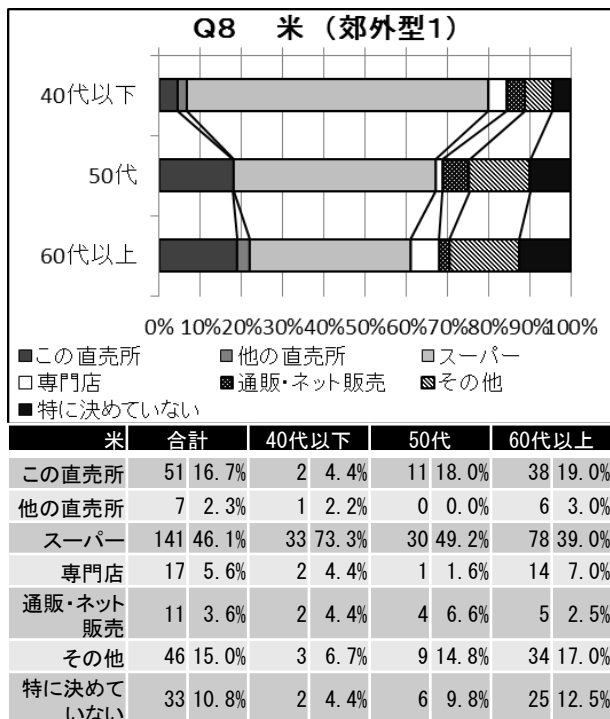 Q8 米 （郊外型1）
40代以下
50代
60代以上
0% 10% 20% 30% 40% 50% 60% 70% 80% 90% 100%
■この直売所 ■他の直売所 ■スーパー
□専門店 ■通販・ネット販売 ■その他
■特に決めていない
米 合計 40代以下 50代 60代以上
この直売所 51 16.7% 2 4.4% 11 18.0% 38 19.0%
他の直売所 7 2.3% 1 2.2% 0 0.0% 6 3.0%
スーパー 141 46.1% 33 73.3% 30 49.2% 78 39.0%
専門店 17 5.6% 2 4.4% 1 1.6% 14 7.0%
通販・ネット
販売 11 3.6% 2 4.4% 4 6.6% 5 2.5%
その他 46 15.0% 3 6.7% 9 14.8% 34 17.0%
特に決めて
いない 33 10.8% 2 4.4% 6 9.8% 25 12.5%